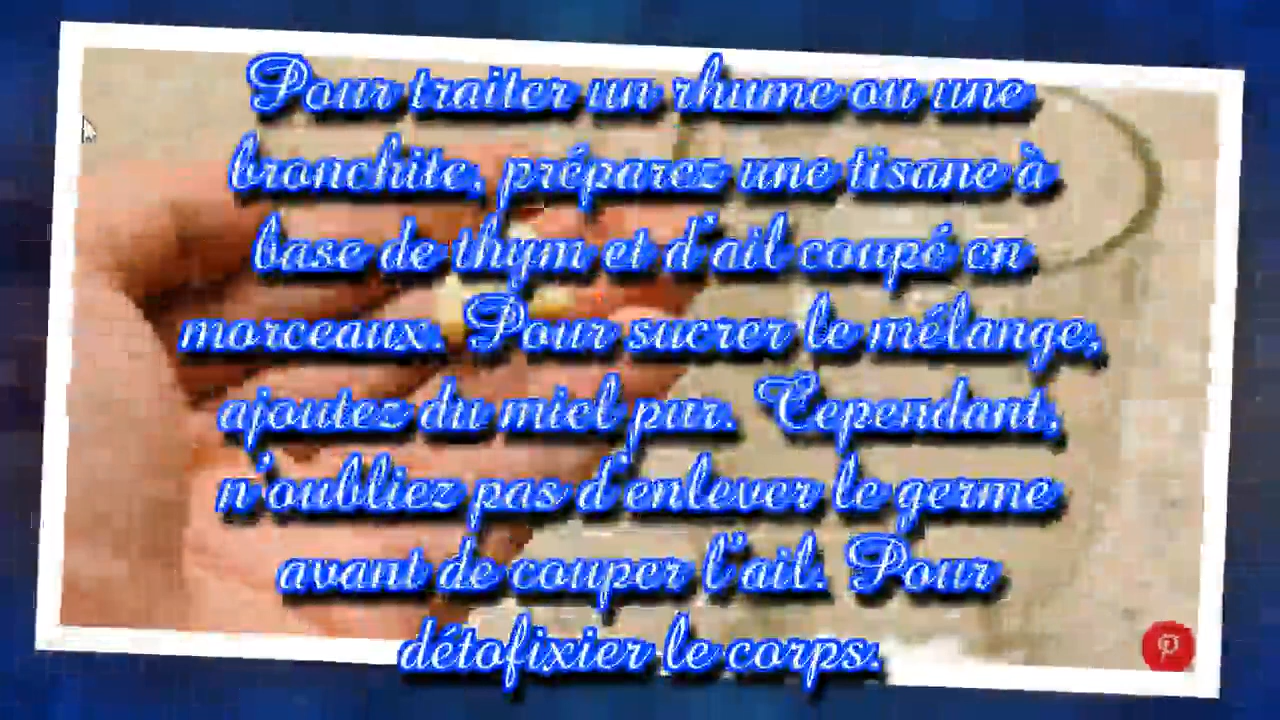 Pour traiter un rhume ou une
bronchite, préparez une tisane à
base de thym et d'ail coupé en
morceaux. Pour sucrer le mélange,
ajoutez du miel pur. Cependant,
n'oubliez pas d'enlever le germe
avant de couper l'ail. Pour
détofixier le corps.